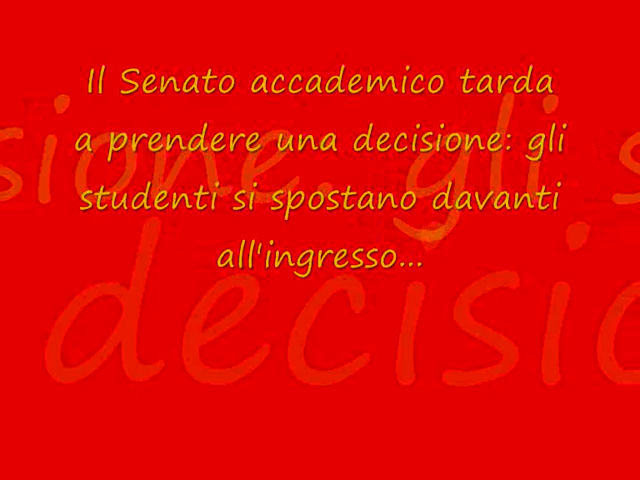 Il Senato accademico tarda
a prendere una decisione: gli
studenti si spostano davanti
all'ingresso...